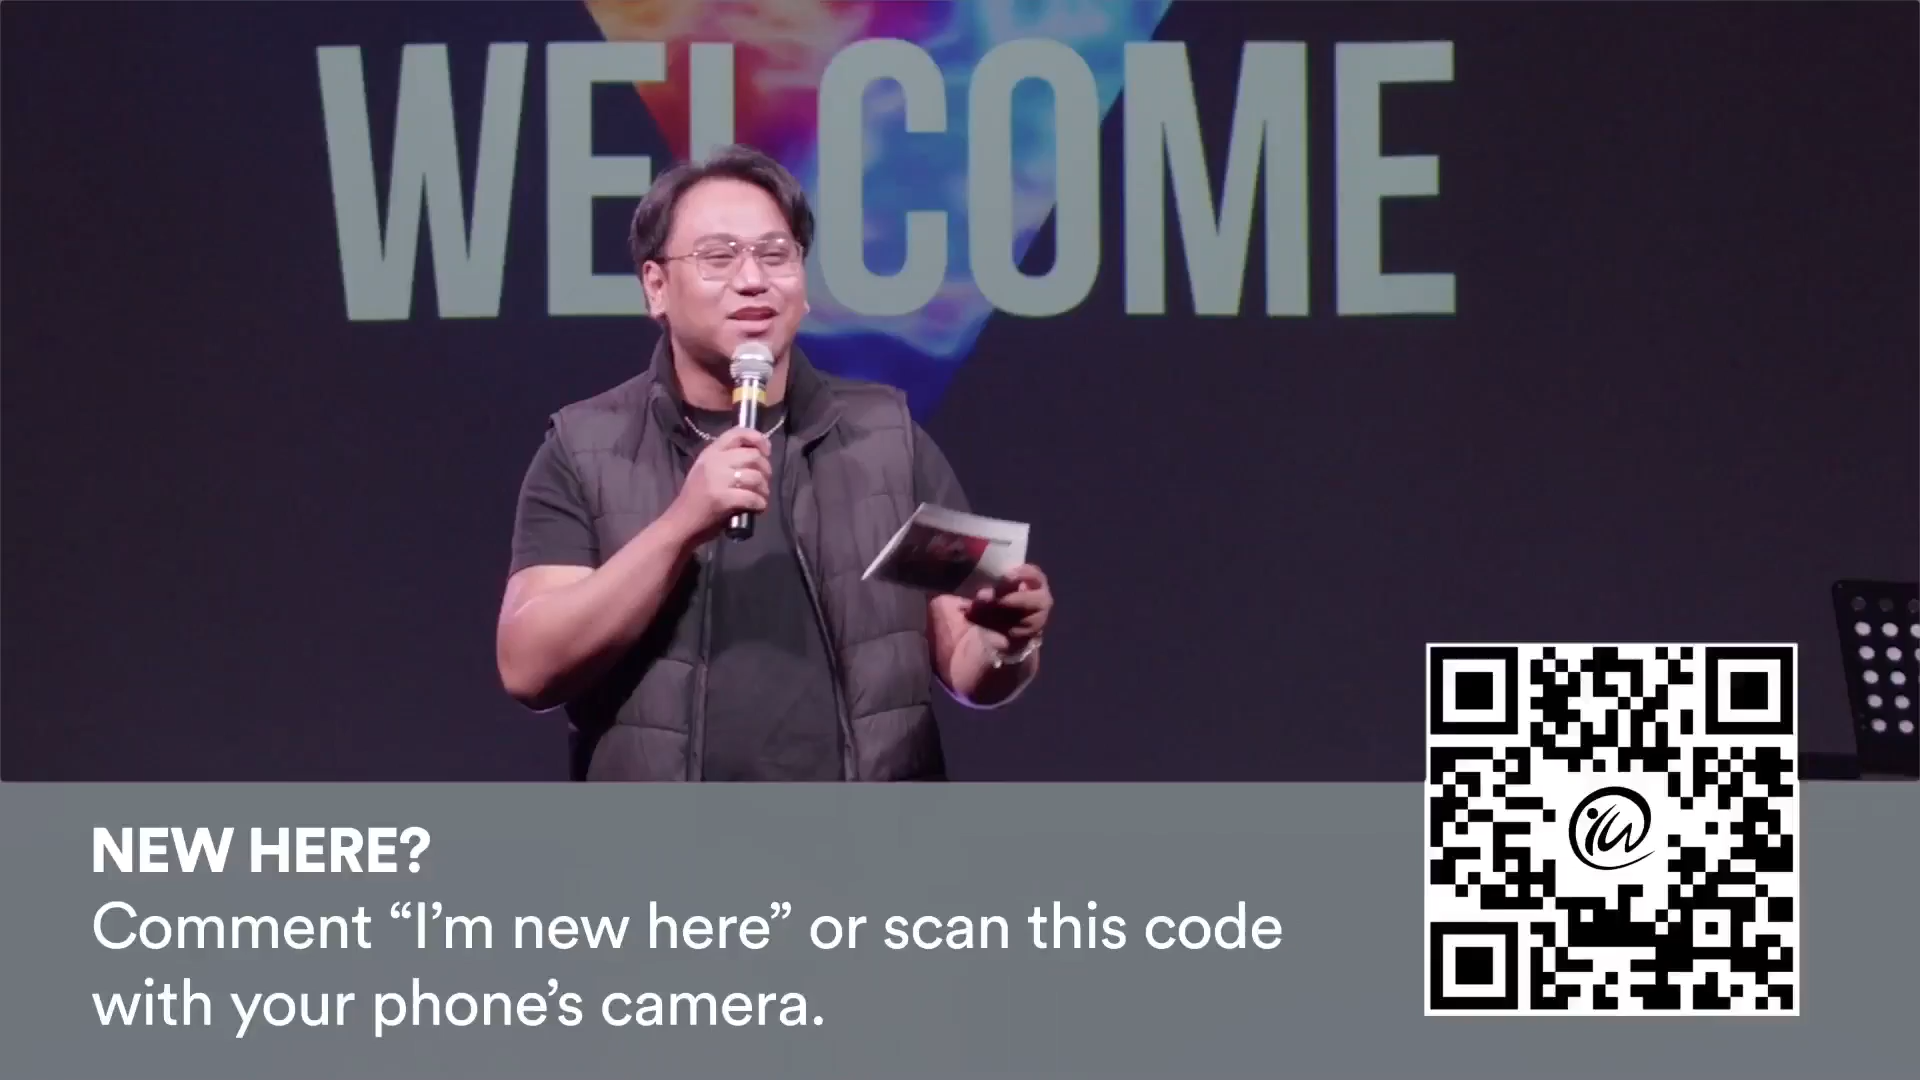 WELCOME
NEW HERE?
Comment “I’m new here” or scan this code
with your phone’s camera.